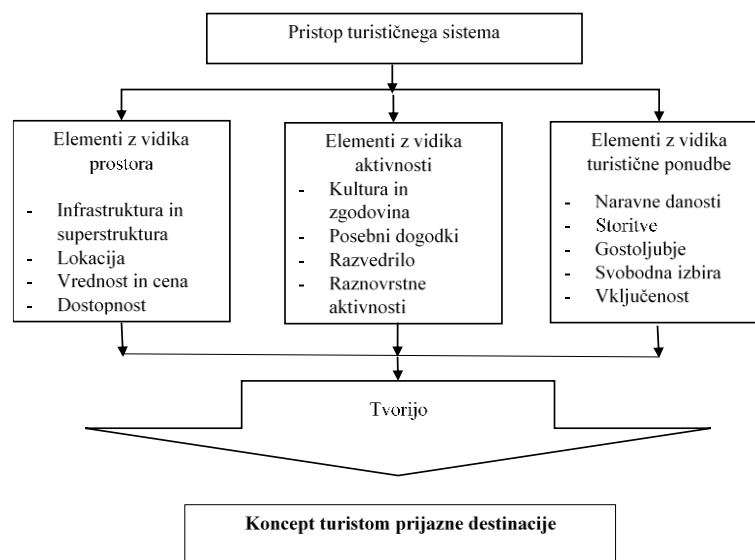 Pristop turističnega sistema
Elementi z vidika
prostora
- Infrastruktura in
superstruktura
- Lokacija
- Vrednost in cena
- Dostopnost
Elementi z vidika
aktivnosti
- Kultura in
zgodovina
- Posebni dogodki
- Razvedrilo
- Raznovrstne
aktivnosti
Elementi z vidika
turistične ponudbe
- Naravne danosti
- Storitve
- Gostoljubje
- Svobodna izbira
- Vključenost
Tvorijo
Koncept turistom prijazne destinacije